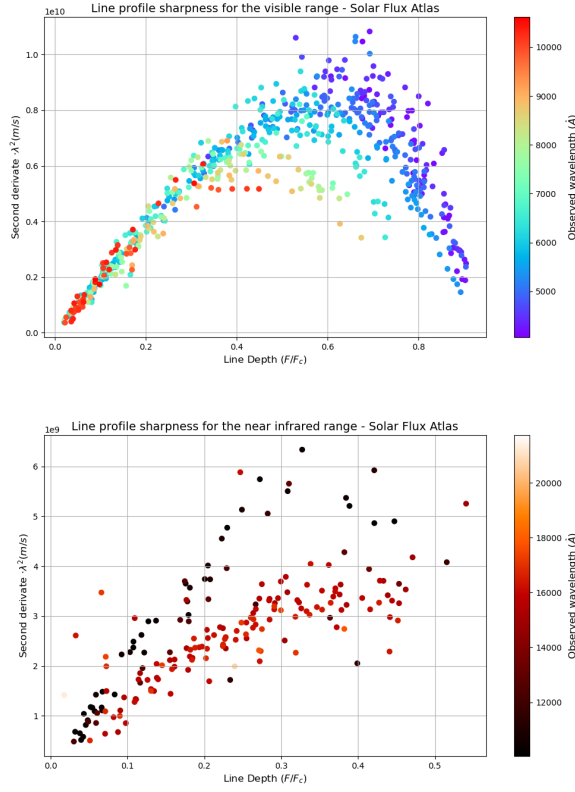 Line profile sharpness for the visible range - Solar Flux Atlas
1e10
1.0
0.8
0.6
0.4
0.2
0.0
Second derivate ·λ²(m/s)
0.0 0.2 0.4 0.6 0.8
Line Depth (F/Fc)
10000
9000
8000
7000
6000
5000
Observed wavelength (Å)
Line profile sharpness for the near infrared range - Solar Flux Atlas
1e9
6
5
4
3
2
1
Second derivate ·λ²(m/s)
0.0 0.1 0.2 0.3 0.4 0.5
Line Depth (F/Fc)
20000
18000
16000
14000
12000
Observed wavelength (Å)